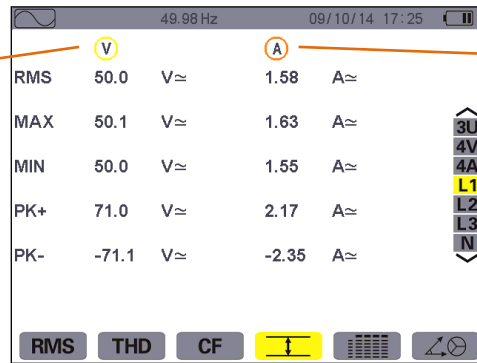 49.98 Hz 09/10/14 17:25
V A
RMS 50.0 V≃ 1.58 A≃
MAX 50.1 V≃ 1.63 A≃
MIN 50.0 V≃ 1.55 A≃
PK+ 71.0 V≃ 2.17 A≃
PK- -71.1 V≃ -2.35 A≃
3U
4V
4A
L1
L2
L3
N
RMS THD CF